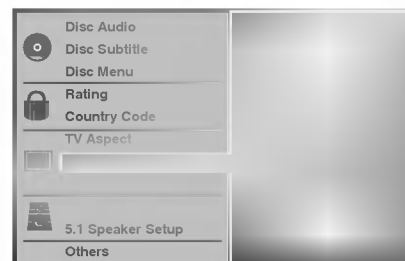 Disc Audio
Disc Subtitle
Disc Menu
Rating
Country Code
TV Aspect
5.1 Speaker Setup
Others